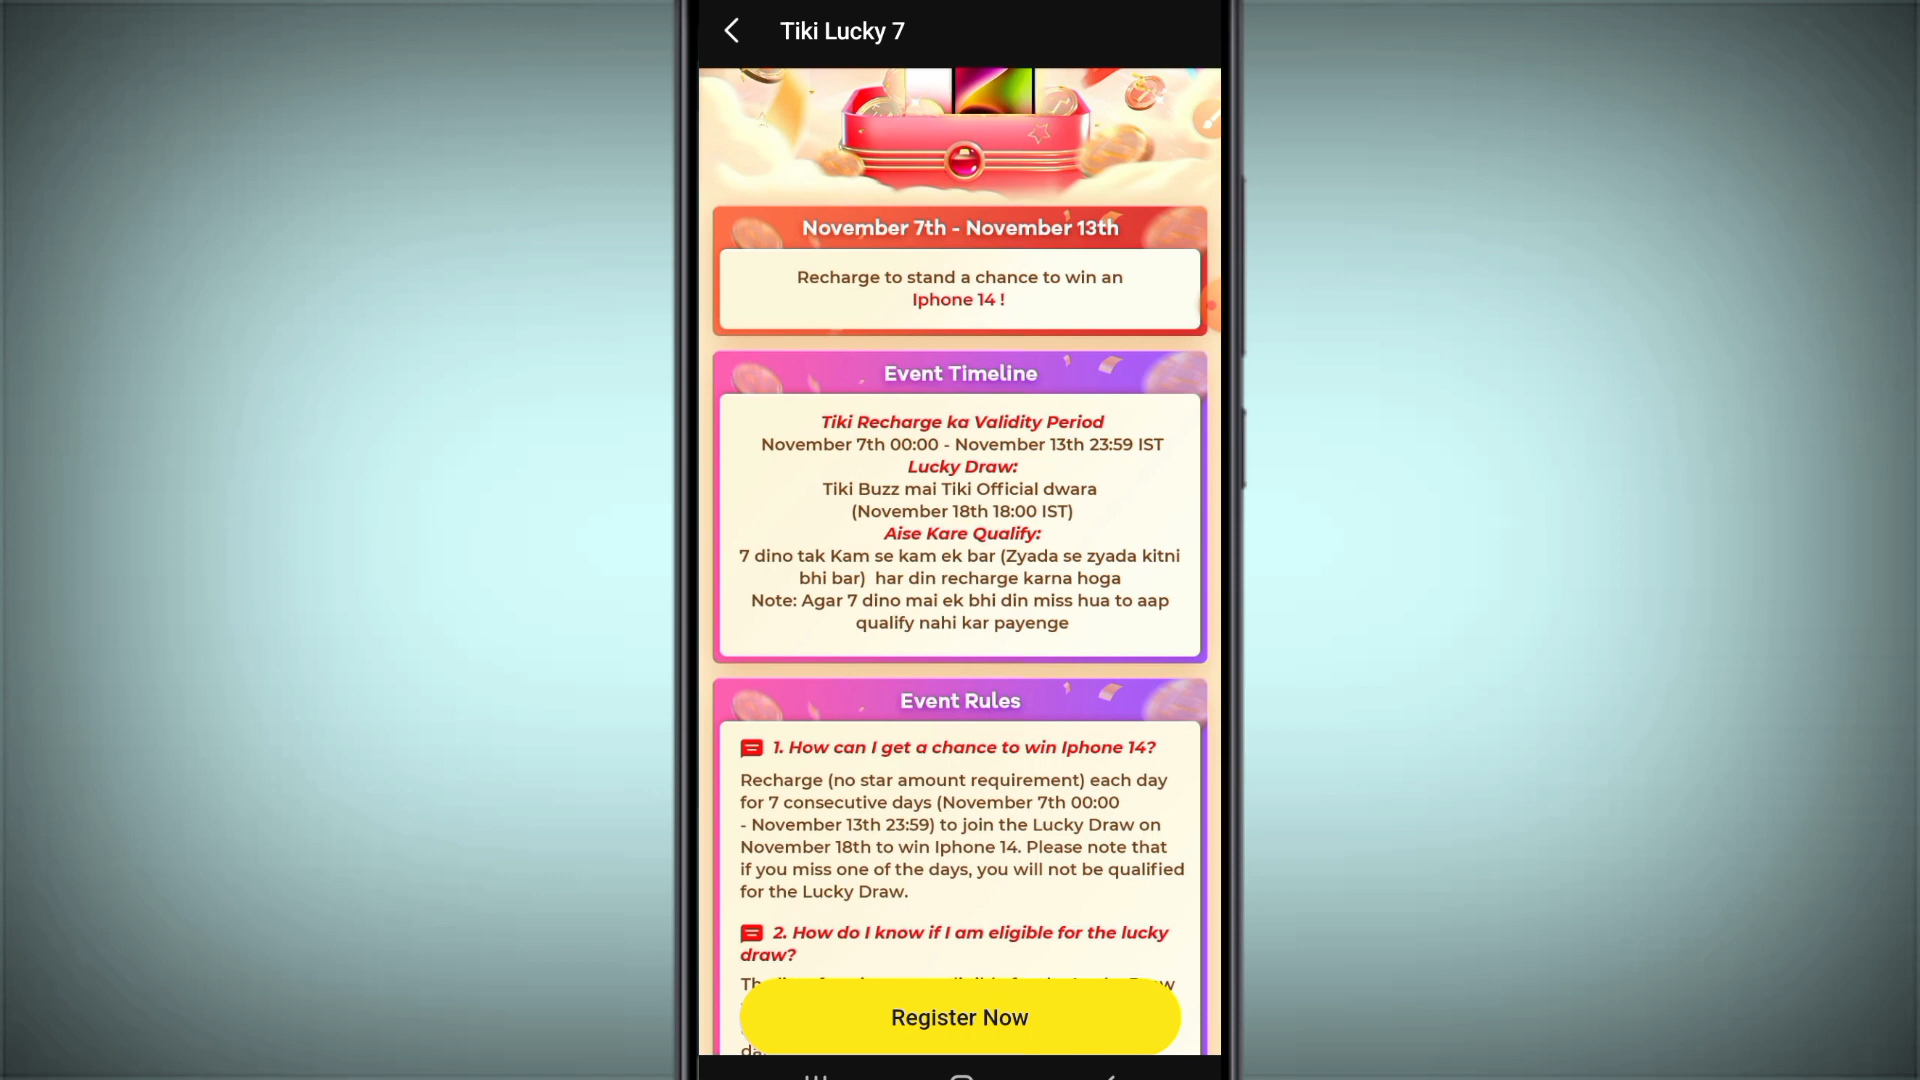 Tiki Lucky 7
November 7th - November 13th
Recharge to stand a chance to win an
Iphone 14 !
Event Timeline
Tiki Recharge ka Validity Period
November 7th 00:00 - November 13th 23:59 IST
Lucky Draw:
Tiki Buzz mai Tiki Official dwara
(November 18th 18:00 IST)
Aise Kare Qualify:
7 dino tak Kam se kam ek bar (Zyada se zyada kitni
bhi bar) har din recharge karna hoga
Note: Agar 7 dino mai ek bhi din miss hua to aap
qualify nahi kar payenge
Event Rules
1. How can I get a chance to win Iphone 14?
Recharge (no star amount requirement) each day
for 7 consecutive days (November 7th 00:00
- November 13th 23:59) to join the Lucky Draw on
November 18th to win Iphone 14. Please note that
if you miss one of the days, you will not be qualified
for the Lucky Draw.
2. How do I know if I am eligible for the lucky
draw?
Register Now